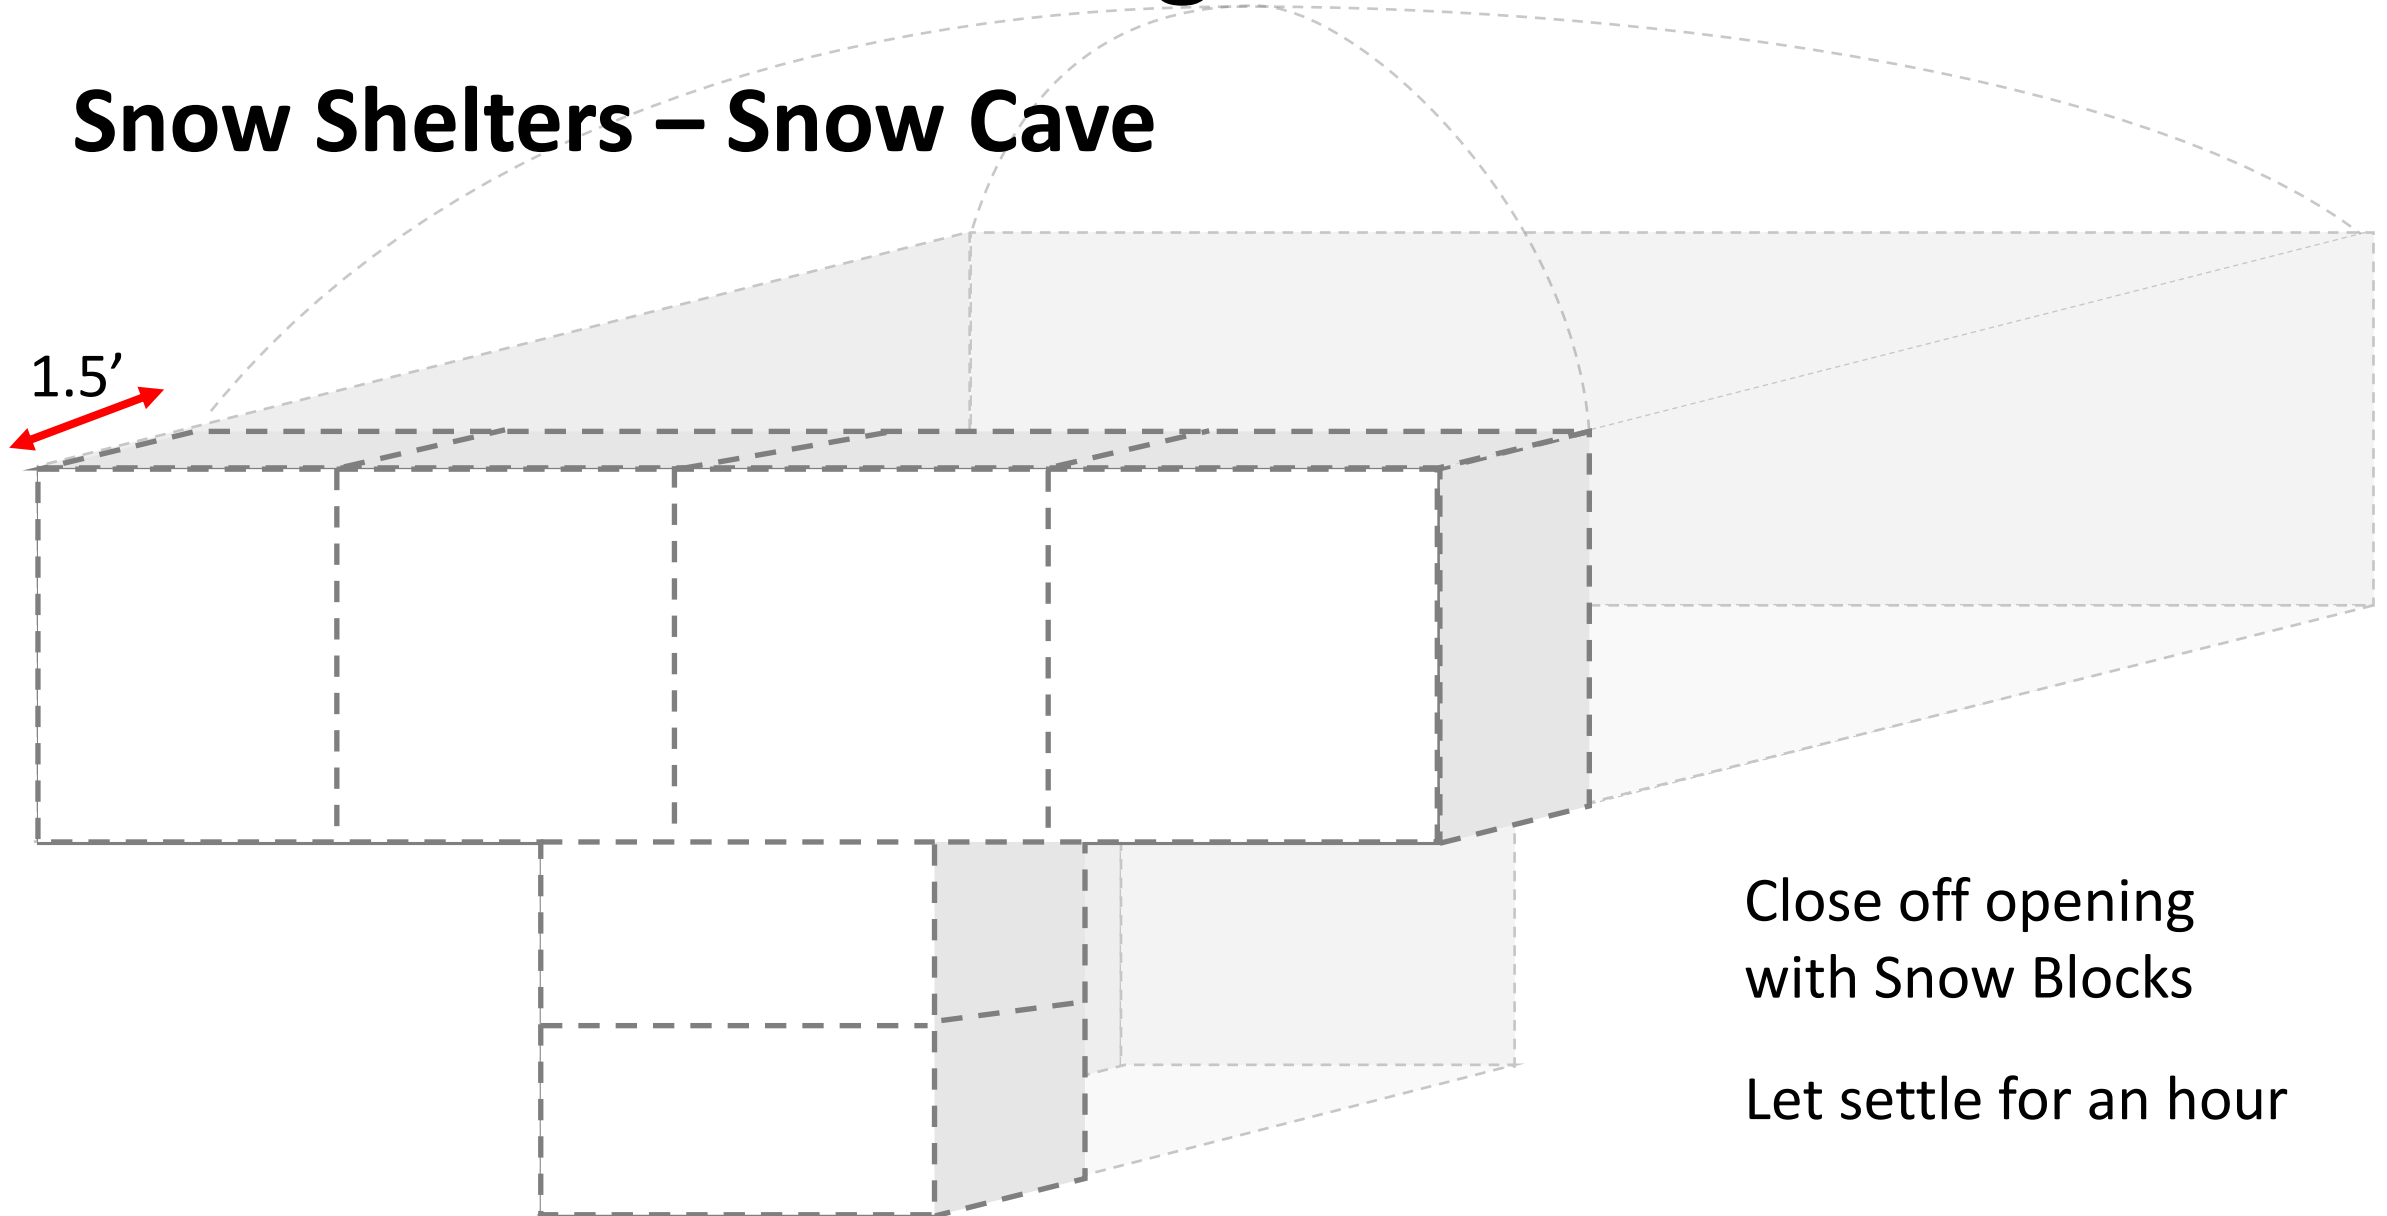 Snow Shelters – Snow Cave
1.5’
Close off opening
with Snow Blocks
Let settle for an hour